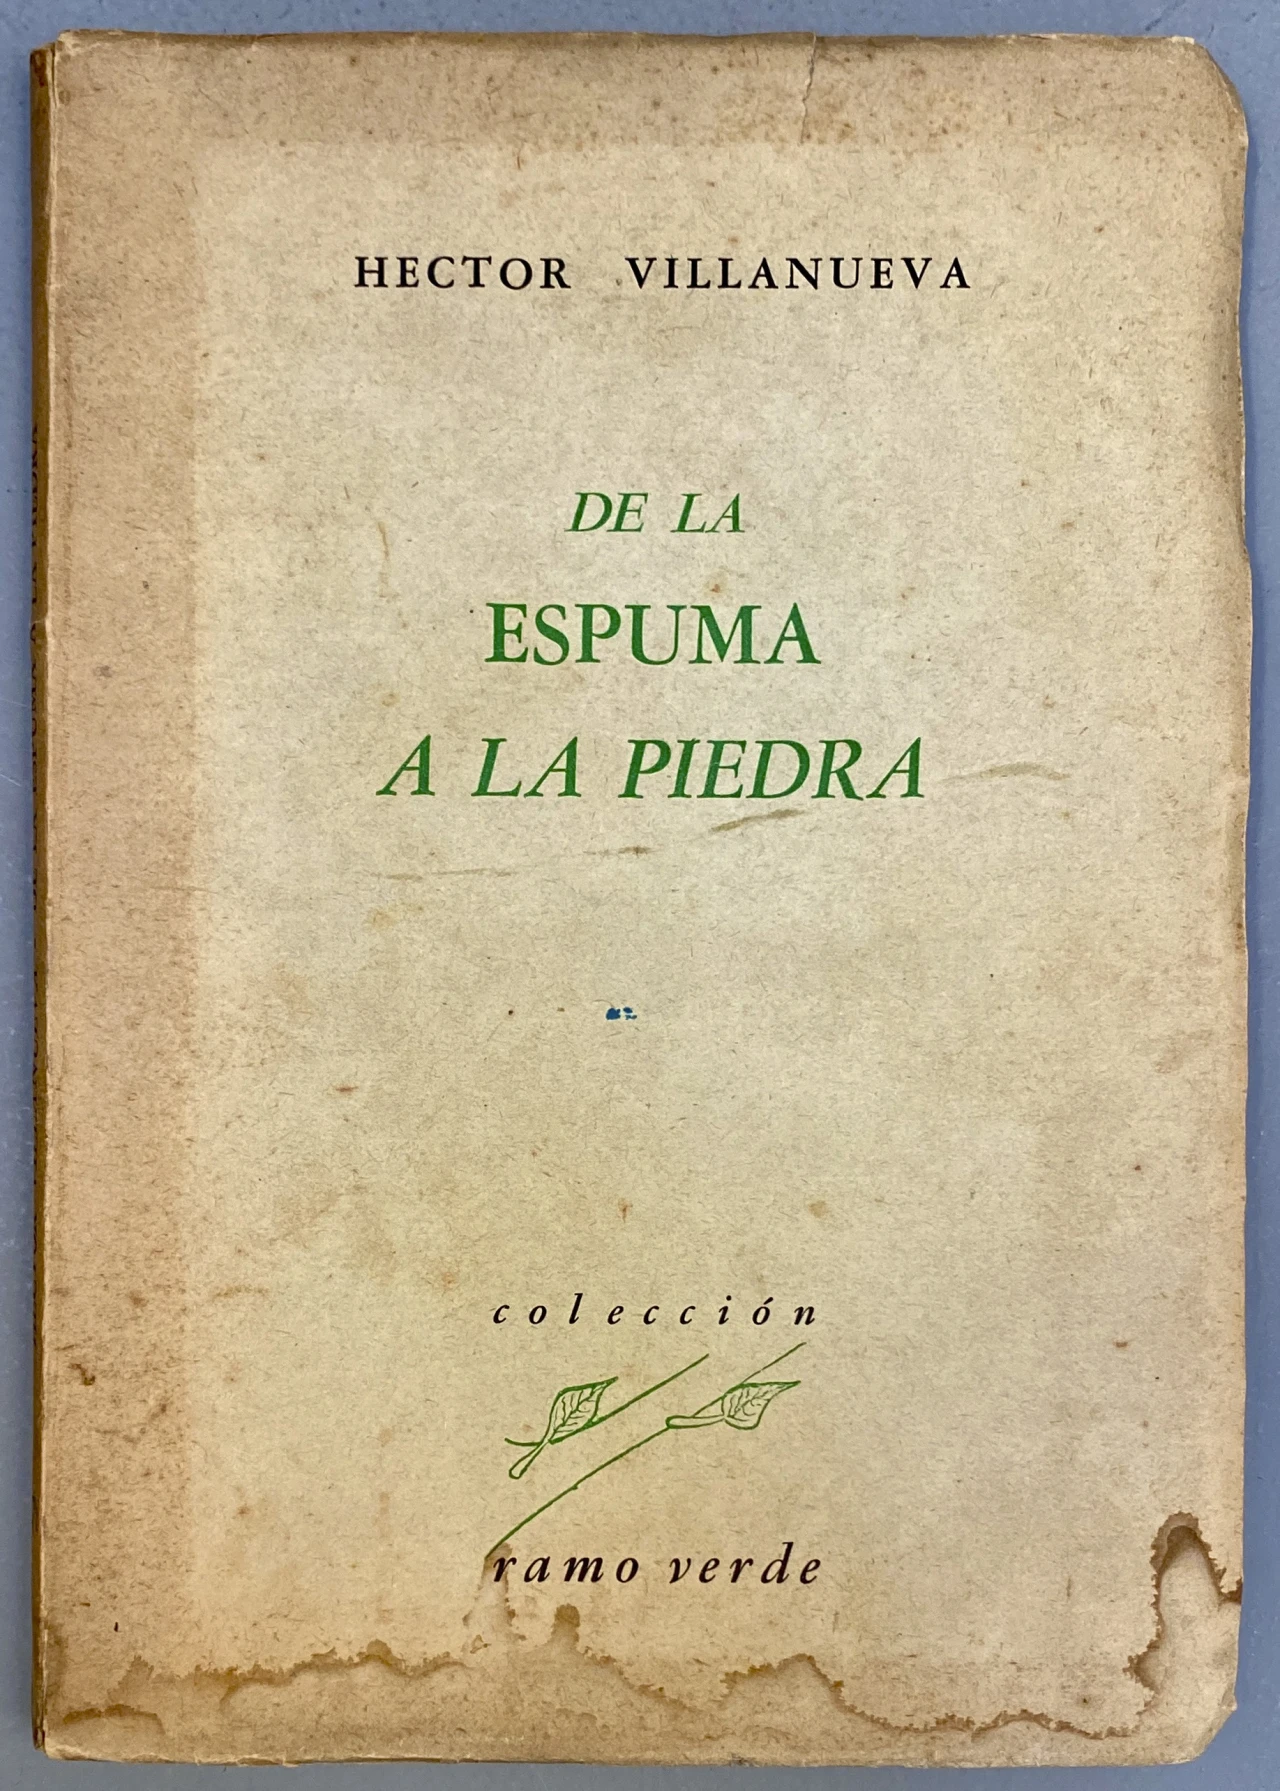 HECTOR VILLANUEVA
DE LA
ESPUMA
A LA PIEDRA
colección
ramo verde